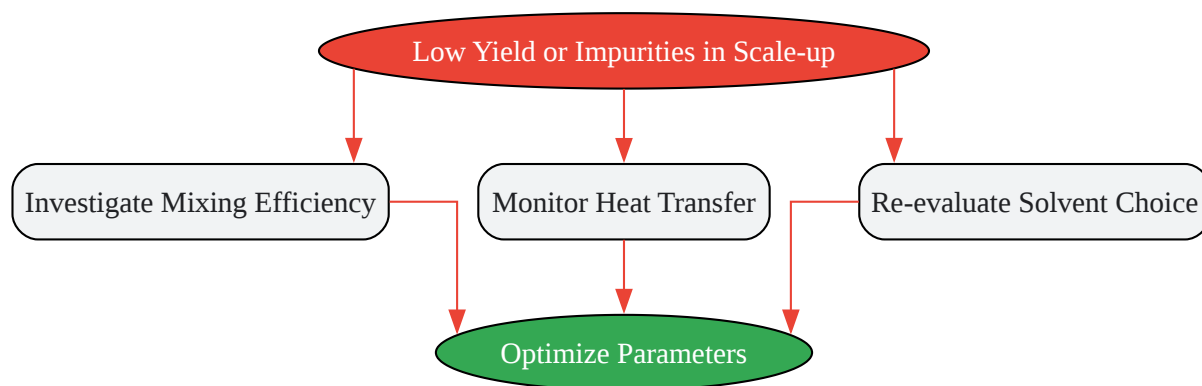 Low Yield or Impurities in Scale-up
Investigate Mixing Efficiency
Monitor Heat Transfer
Re-evaluate Solvent Choice
Optimize Parameters